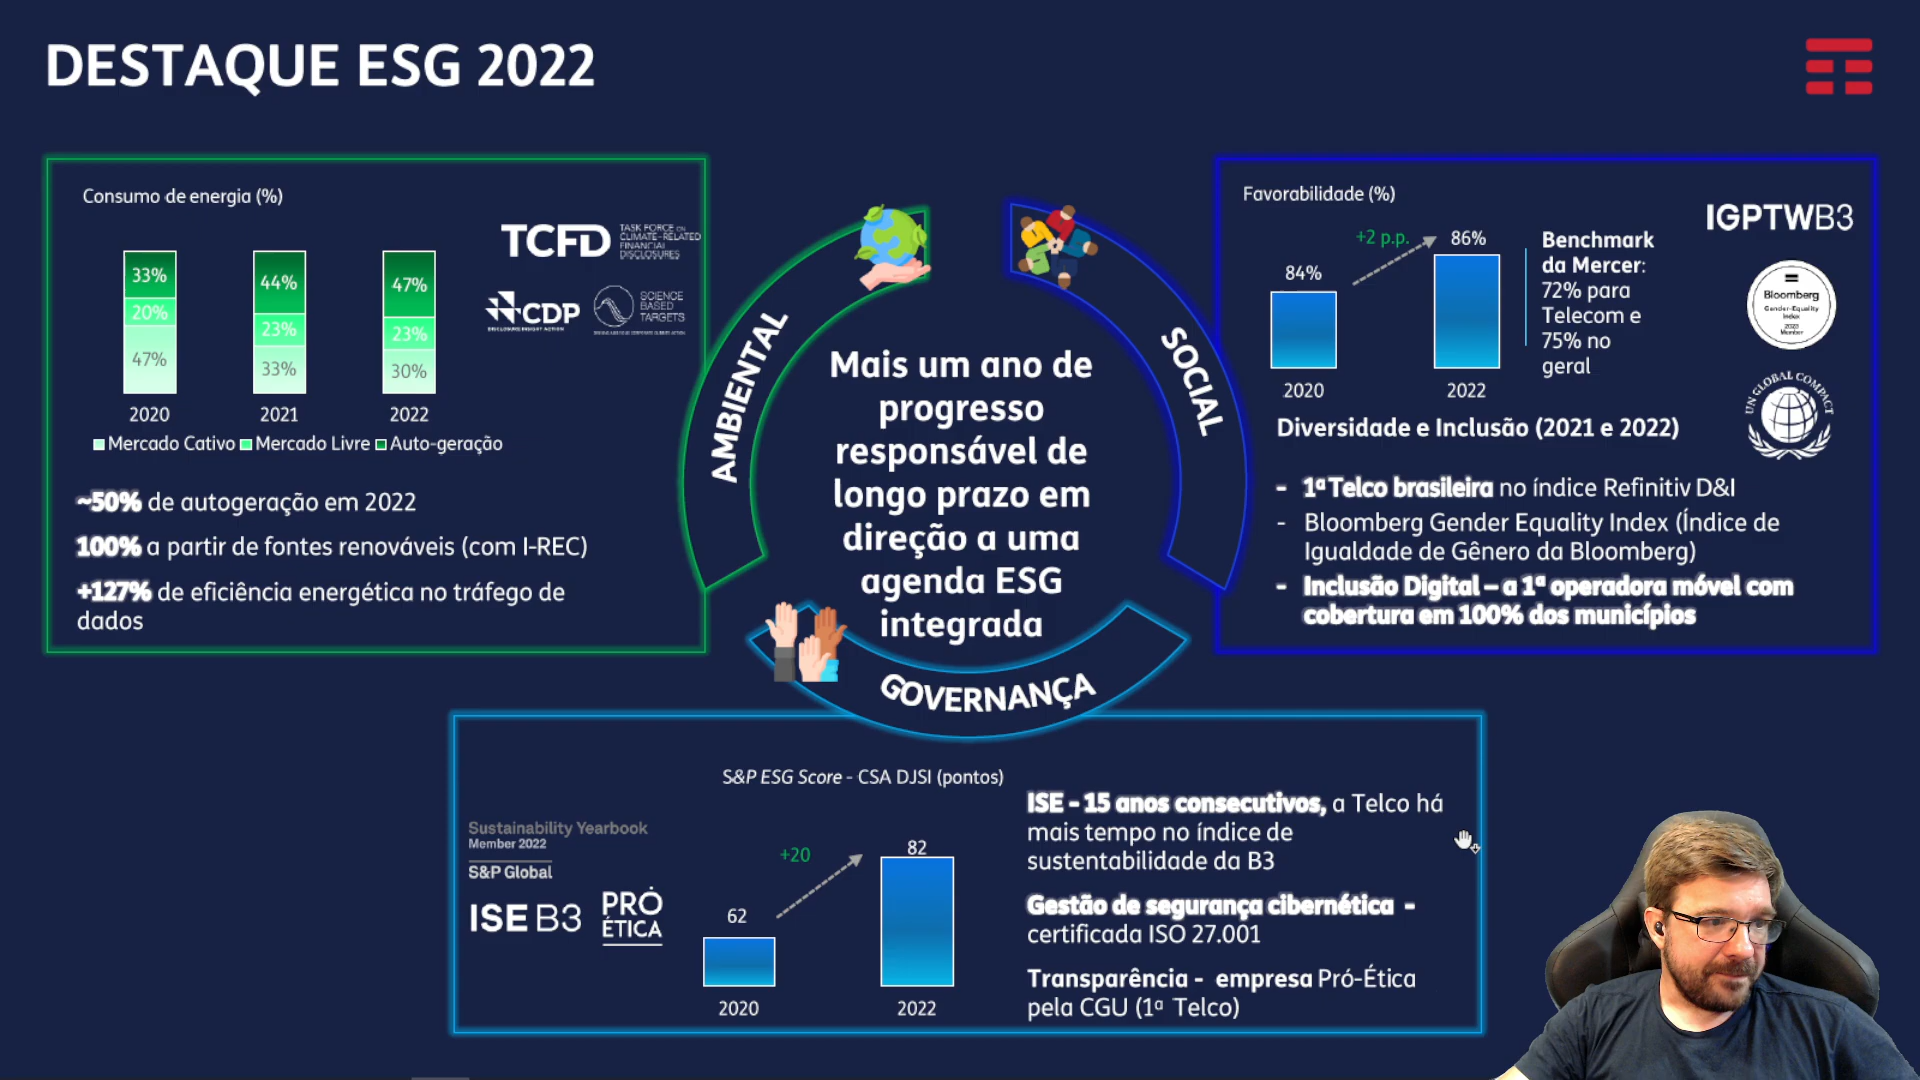 DESTAQUE ESG 2022
Consumo de energia (%)
33%
20%
47%
2020
44%
23%
33%
2021
47%
23%
30%
2022
Mercado Cativo Mercado Livre Auto-geração
TCFD
TASK FORCE ON
CLIMATE-RELATED
FINANCIAL
DISCLOSURES
CDP
DISCLOSURE INSIGHT ACTION
SCIENCE
BASED
TARGETS
~50% de autogeração em 2022
100% a partir de fontes renováveis (com I-REC)
+127% de eficiência energética no tráfego de
dados
AMBIENTAL
SOCIAL
GOVERNANÇA
Mais um ano de
progresso
responsável de
longo prazo em
direção a uma
agenda ESG
integrada
Favorabilidade (%)
84%
+2 p.p.
86%
2020
2022
Benchmark
da Mercer:
72% para
Telecom e
75% no
geral
IGPTWB3
Bloomberg
Gender-Equality
Index
2023
Member
UN GLOBAL COMPACT
Diversidade e Inclusão (2021 e 2022)
- 1ª Telco brasileira no índice Refinitiv D&I
- Bloomberg Gender Equality Index (Índice de
Igualdade de Gênero da Bloomberg)
- Inclusão Digital – a 1ª operadora móvel com
cobertura em 100% dos municípios
Sustainability Yearbook
Member 2022
S&P Global
ISE B3
PRÓ
ÉTICA
S&P ESG Score - CSA DJSI (pontos)
62
+20
82
2020
2022
ISE - 15 anos consecutivos, a Telco há
mais tempo no índice de
sustentabilidade da B3
Gestão de segurança cibernética -
certificada ISO 27.001
Transparência - empresa Pró-Ética
pela CGU (1ª Telco)